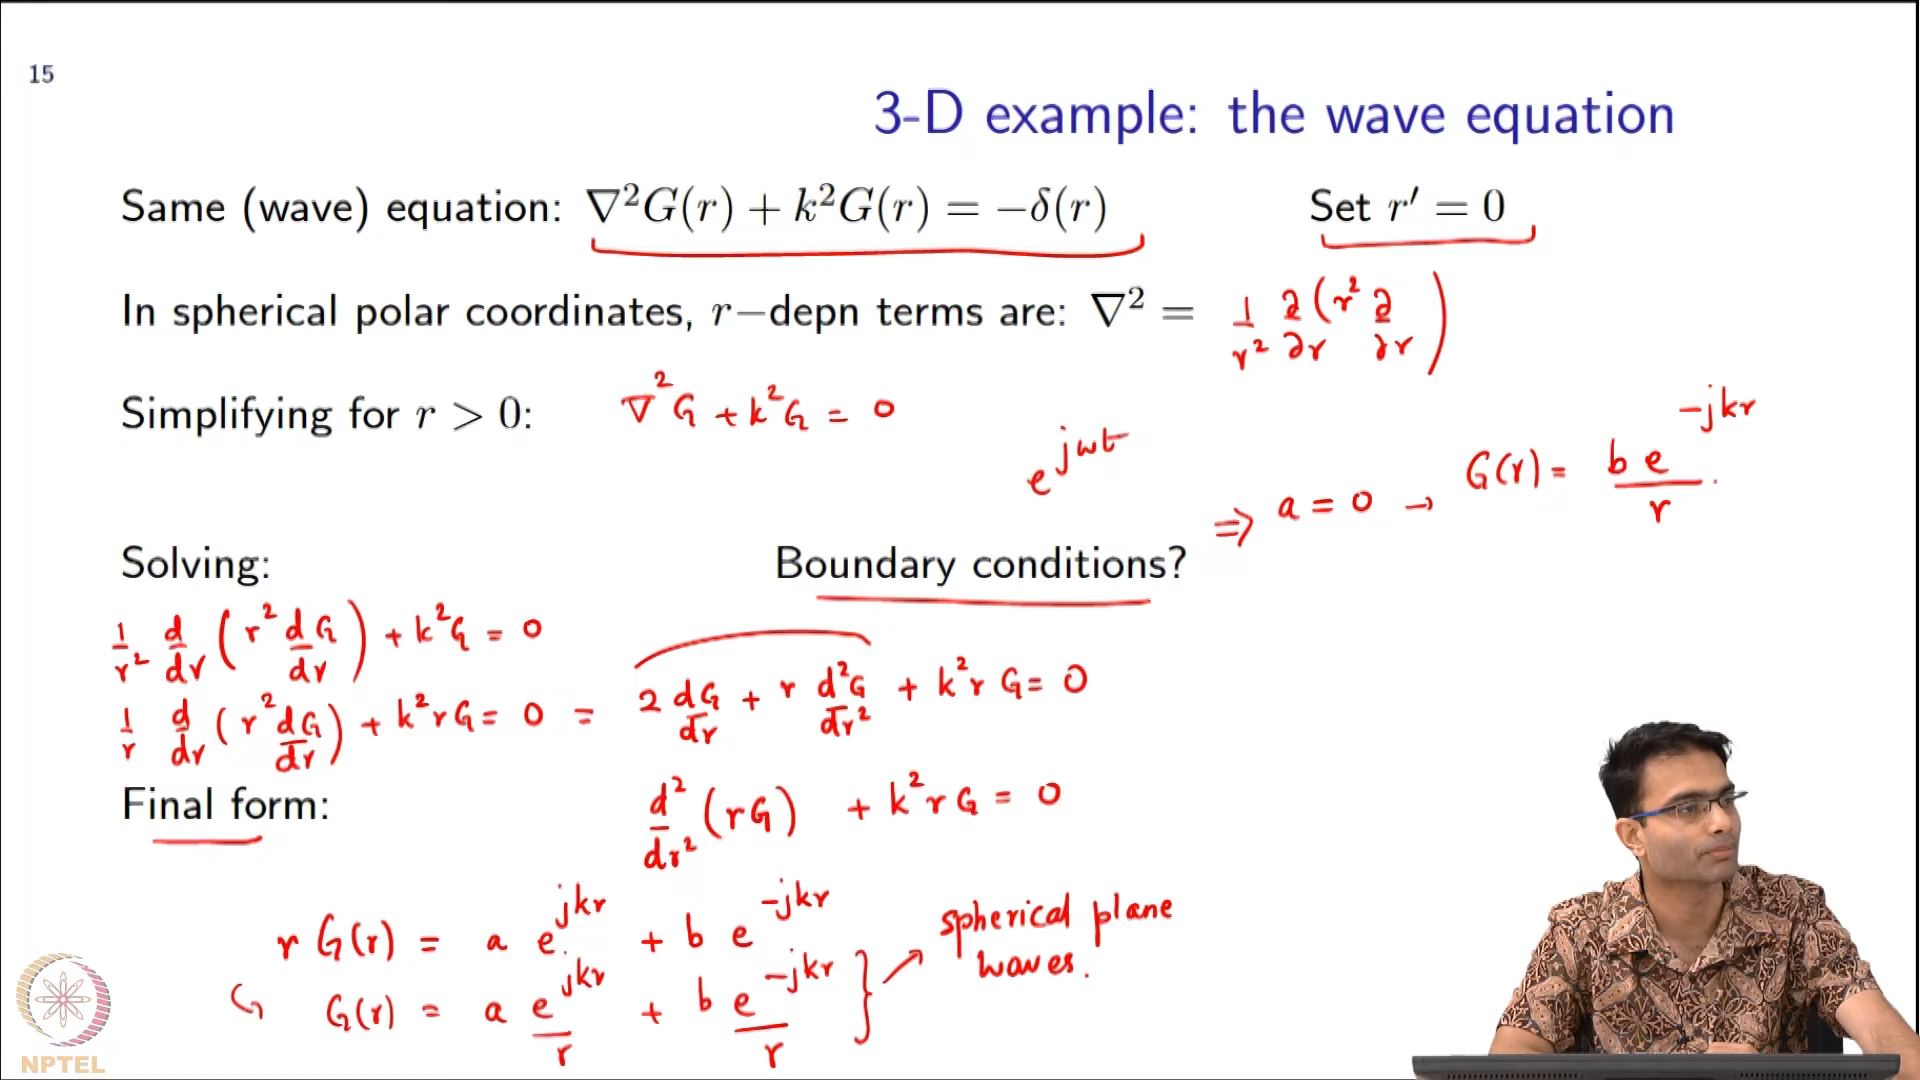 15
3-D example: the wave equation
Same (wave) equation: ∇²G(r) + k²G(r) = −δ(r) Set r′ = 0
In spherical polar coordinates, r−depn terms are: ∇² = 1/r² ∂/∂r (r² ∂/∂r)
Simplifying for r > 0: ∇²G + k²G = 0
e^{jωt}
⇒ a = 0 → G(r) = b e^{-jkr}/r
Solving: Boundary conditions?
1/r² d/dr (r² dG/dr) + k²G = 0
1/r d/dr (r² dG/dr) + k²rG = 0 = 2 dG/dr + r d²G/dr² + k²r G = 0
Final form: d²/dr² (rG) + k²r G = 0
r G(r) = a e^{jkr} + b e^{-jkr}
G(r) = a e^{jkr}/r + b e^{-jkr}/r } → spherical plane
waves.
NPTEL